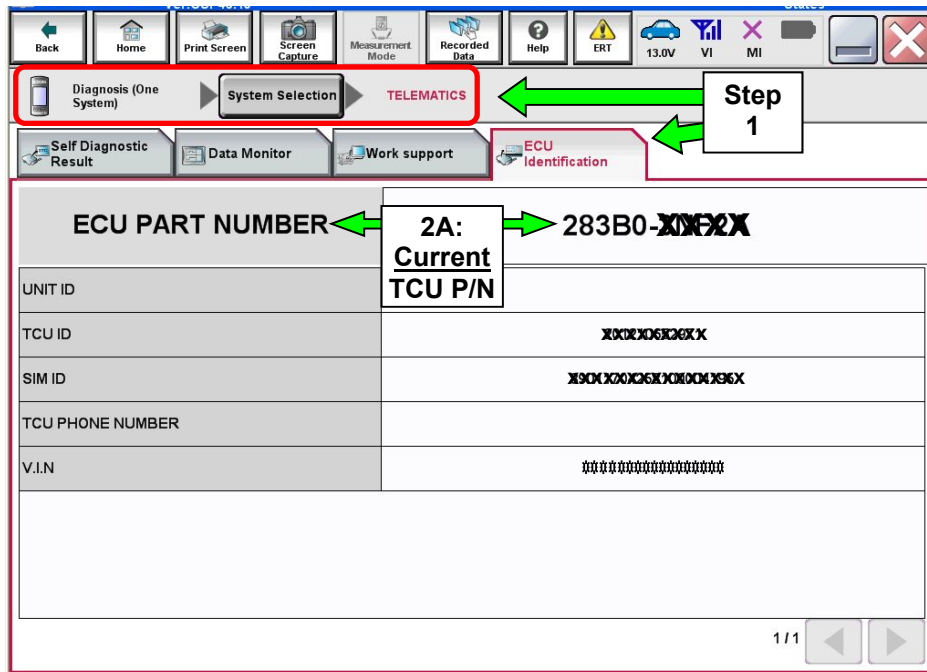 Back
Home
Print Screen
Screen
Capture
Measurement
Mode
Recorded
Data
Help
ERT
13.0V
VI
MI
Diagnosis (One
System)
System Selection
TELEMATICS
Step
1
Self Diagnostic
Result
Data Monitor
Work support
ECU
Identification
ECU PART NUMBER
2A:
Current
TCU P/N
283B0-
UNIT ID
TCU ID
SIM ID
TCU PHONE NUMBER
V.I.N
1/1